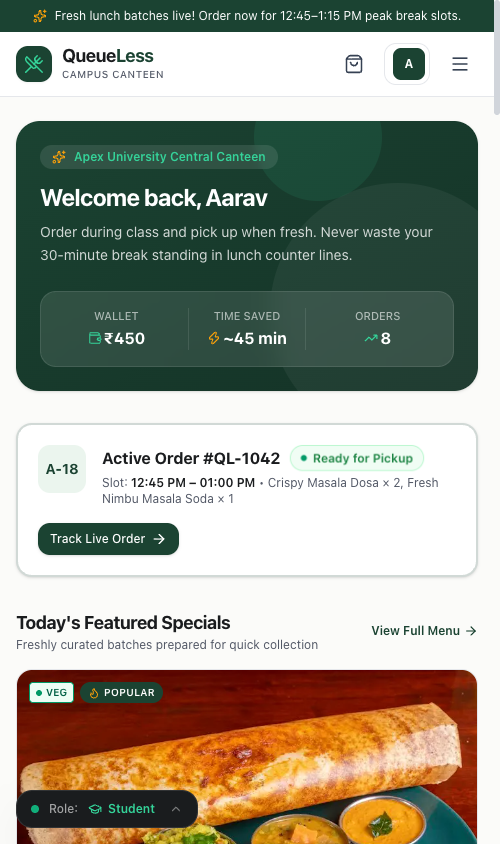 Fresh lunch batches live! Order now for 12:45–1:15 PM peak break slots.
QueueLess
CAMPUS CANTEEN
A
Apex University Central Canteen
Welcome back, Aarav
Order during class and pick up when fresh. Never waste your
30-minute break standing in lunch counter lines.
WALLET
₹450
TIME SAVED
~45 min
ORDERS
8
A-18
Active Order #QL-1042
Ready for Pickup
Slot: 12:45 PM – 01:00 PM • Crispy Masala Dosa × 2, Fresh
Nimbu Masala Soda × 1
Track Live Order
Today's Featured Specials
Freshly curated batches prepared for quick collection
View Full Menu
VEG
POPULAR
Role: Student